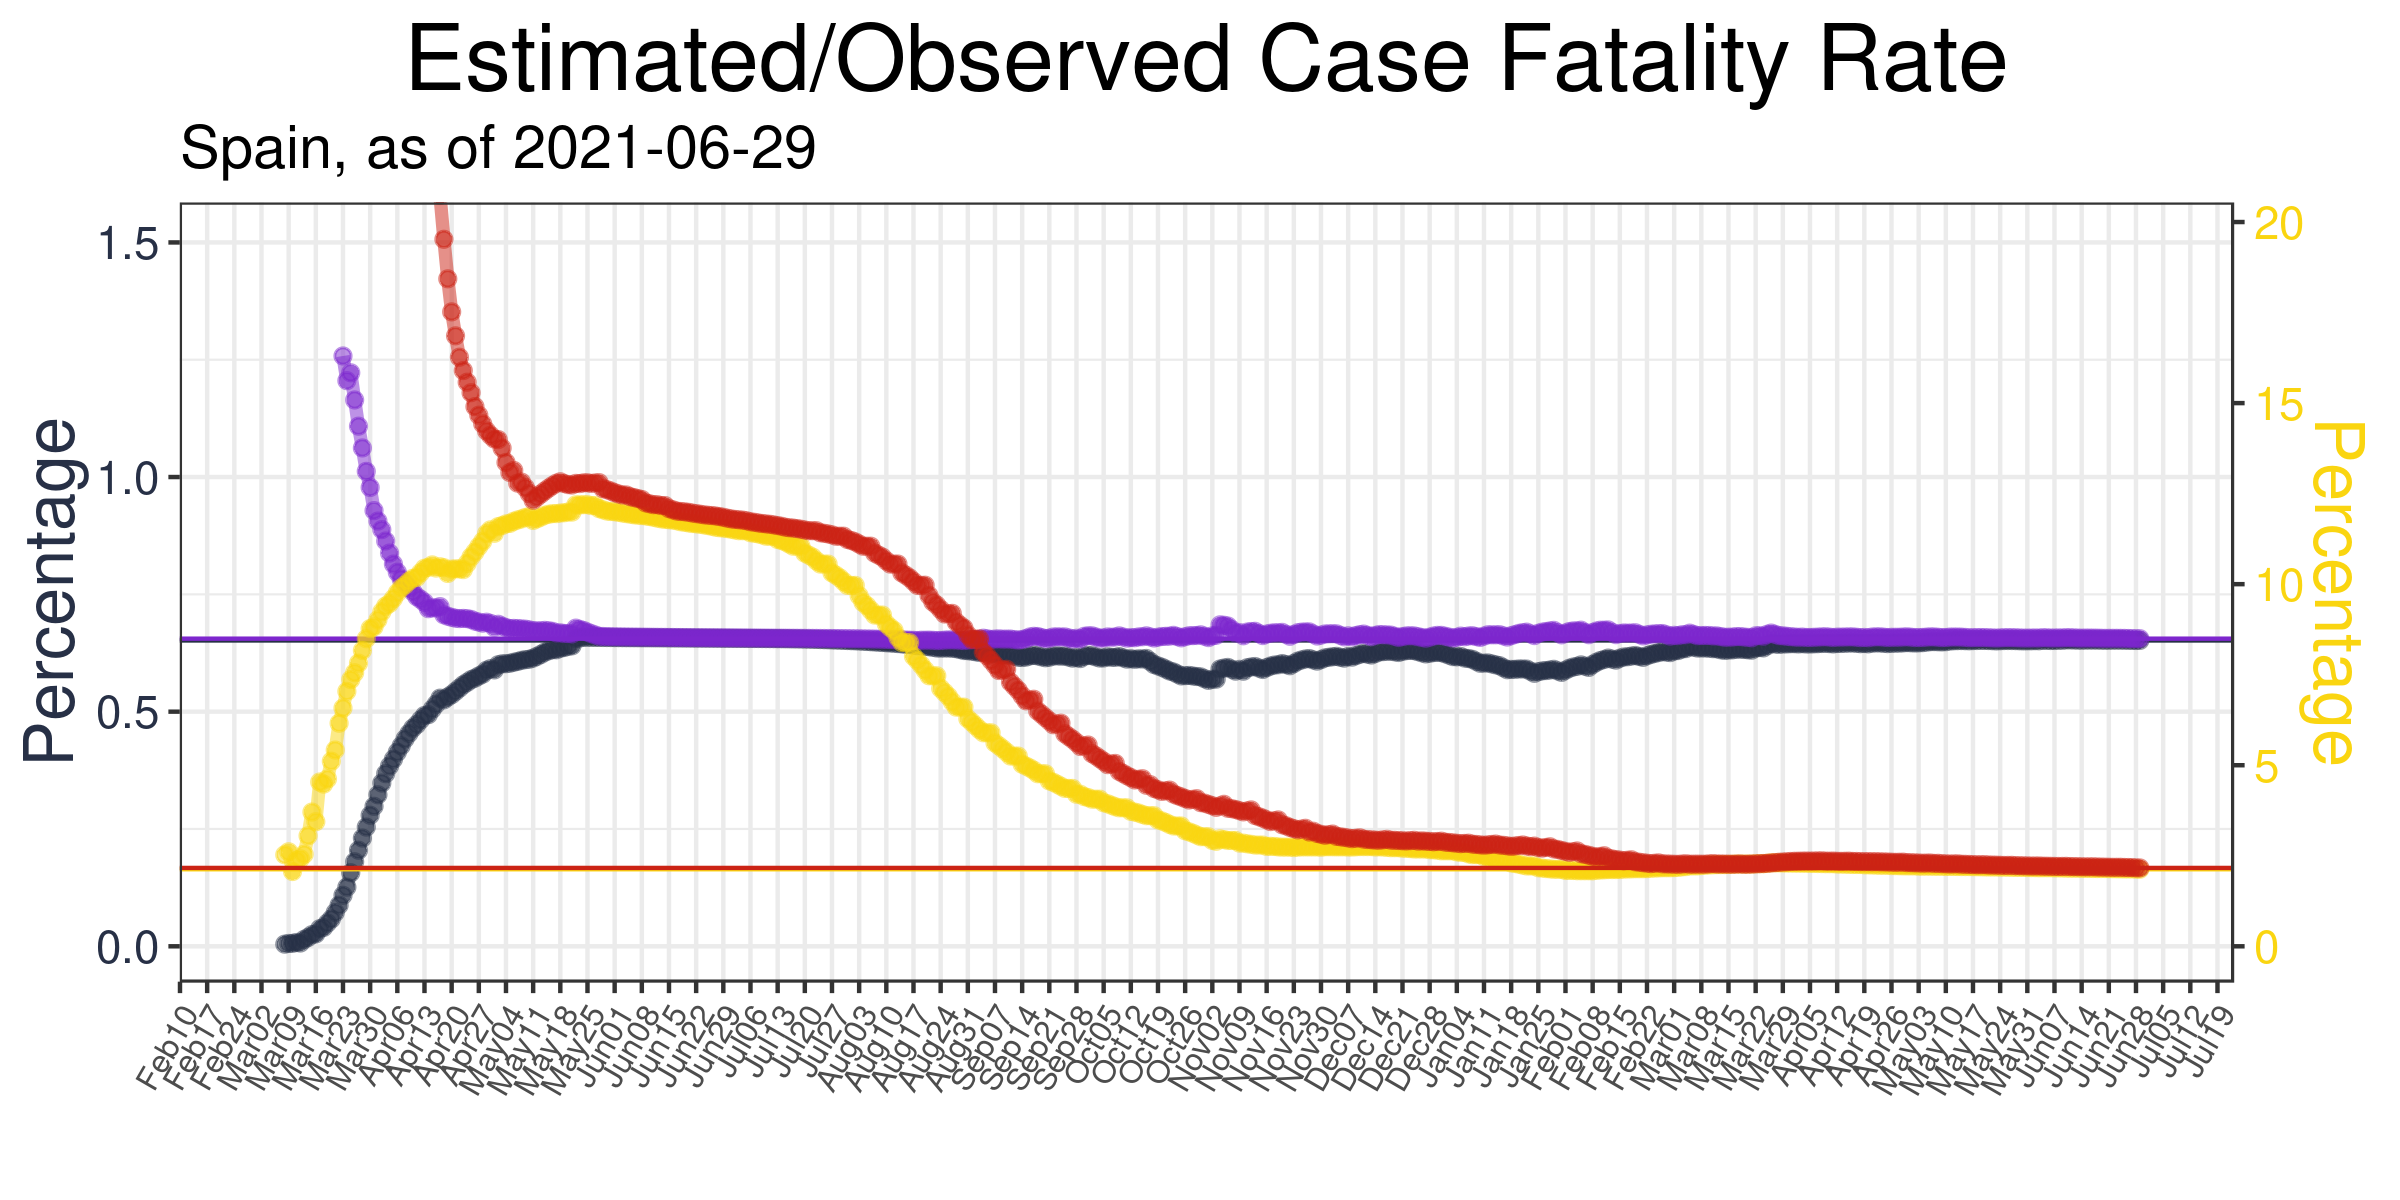 Estimated/Observed Case Fatality Rate
Spain, as of 2021-06-29
Percentage
1.5
1.0
0.5
0.0
20
15
10
5
0
Percentage
Feb10
Feb17
Feb24
Mar02
Mar09
Mar16
Mar23
Mar30
Apr06
Apr13
Apr20
Apr27
May04
May11
May18
May25
Jun01
Jun08
Jun15
Jun22
Jun29
Jul06
Jul13
Jul20
Jul27
Aug03
Aug10
Aug17
Aug24
Aug31
Sep07
Sep14
Sep21
Sep28
Oct05
Oct12
Oct19
Oct26
Nov02
Nov09
Nov16
Nov23
Nov30
Dec07
Dec14
Dec21
Dec28
Jan04
Jan11
Jan18
Jan25
Feb01
Feb08
Feb15
Feb22
Mar01
Mar08
Mar15
Mar22
Mar29
Apr05
Apr12
Apr19
Apr26
May03
May10
May17
May24
May31
Jun07
Jun14
Jun21
Jun28
Jul05
Jul12
Jul19